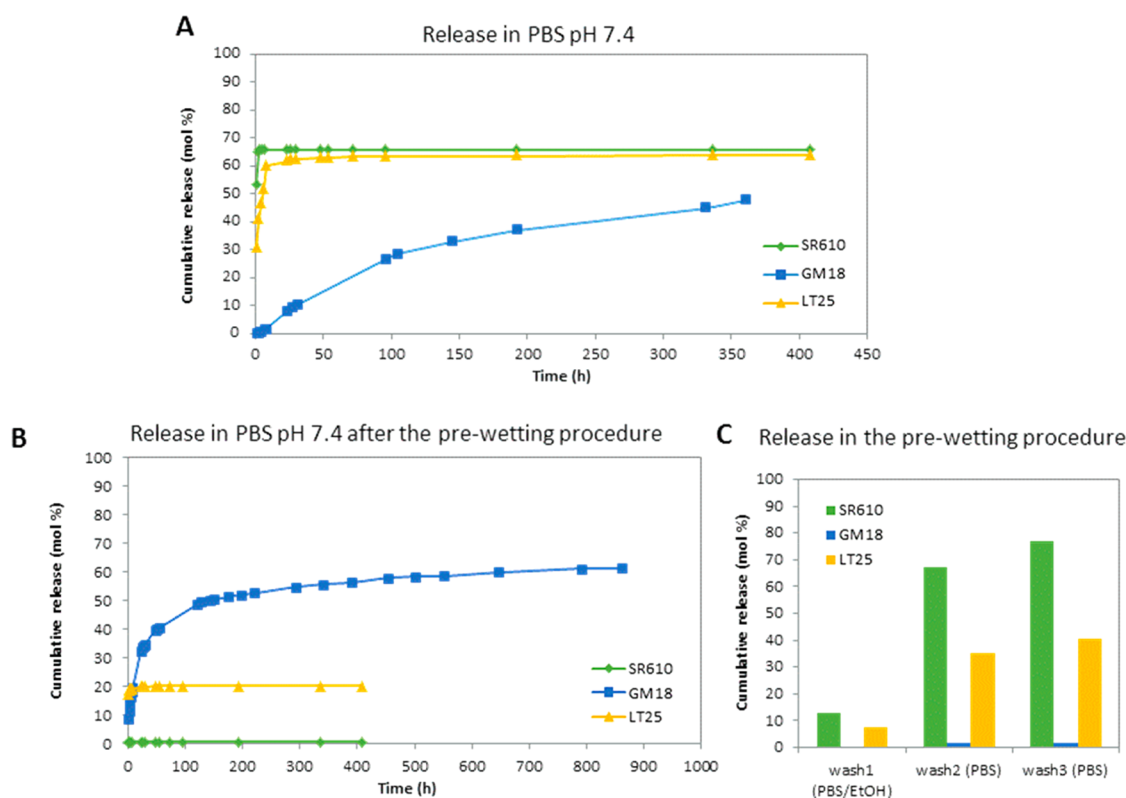 A
Release in PBS pH 7.4
100
90
80
70
60
50
40
30
20
10
0
Cumulative release (mol %)
SR610
GM18
LT25
0 50 100 150 200 250 300 350 400 450
Time (h)
B
Release in PBS pH 7.4 after the pre-wetting procedure
100
90
80
70
60
50
40
30
20
10
0
Cumulative release (mol %)
SR610
GM18
LT25
0 100 200 300 400 500 600 700 800 900 1000
Time (h)
C
Release in the pre-wetting procedure
100
90
80
70
60
50
40
30
20
10
0
Cumulative release (mol %)
SR610
GM18
LT25
wash1 wash2 (PBS) wash3 (PBS)
(PBS/EtOH)